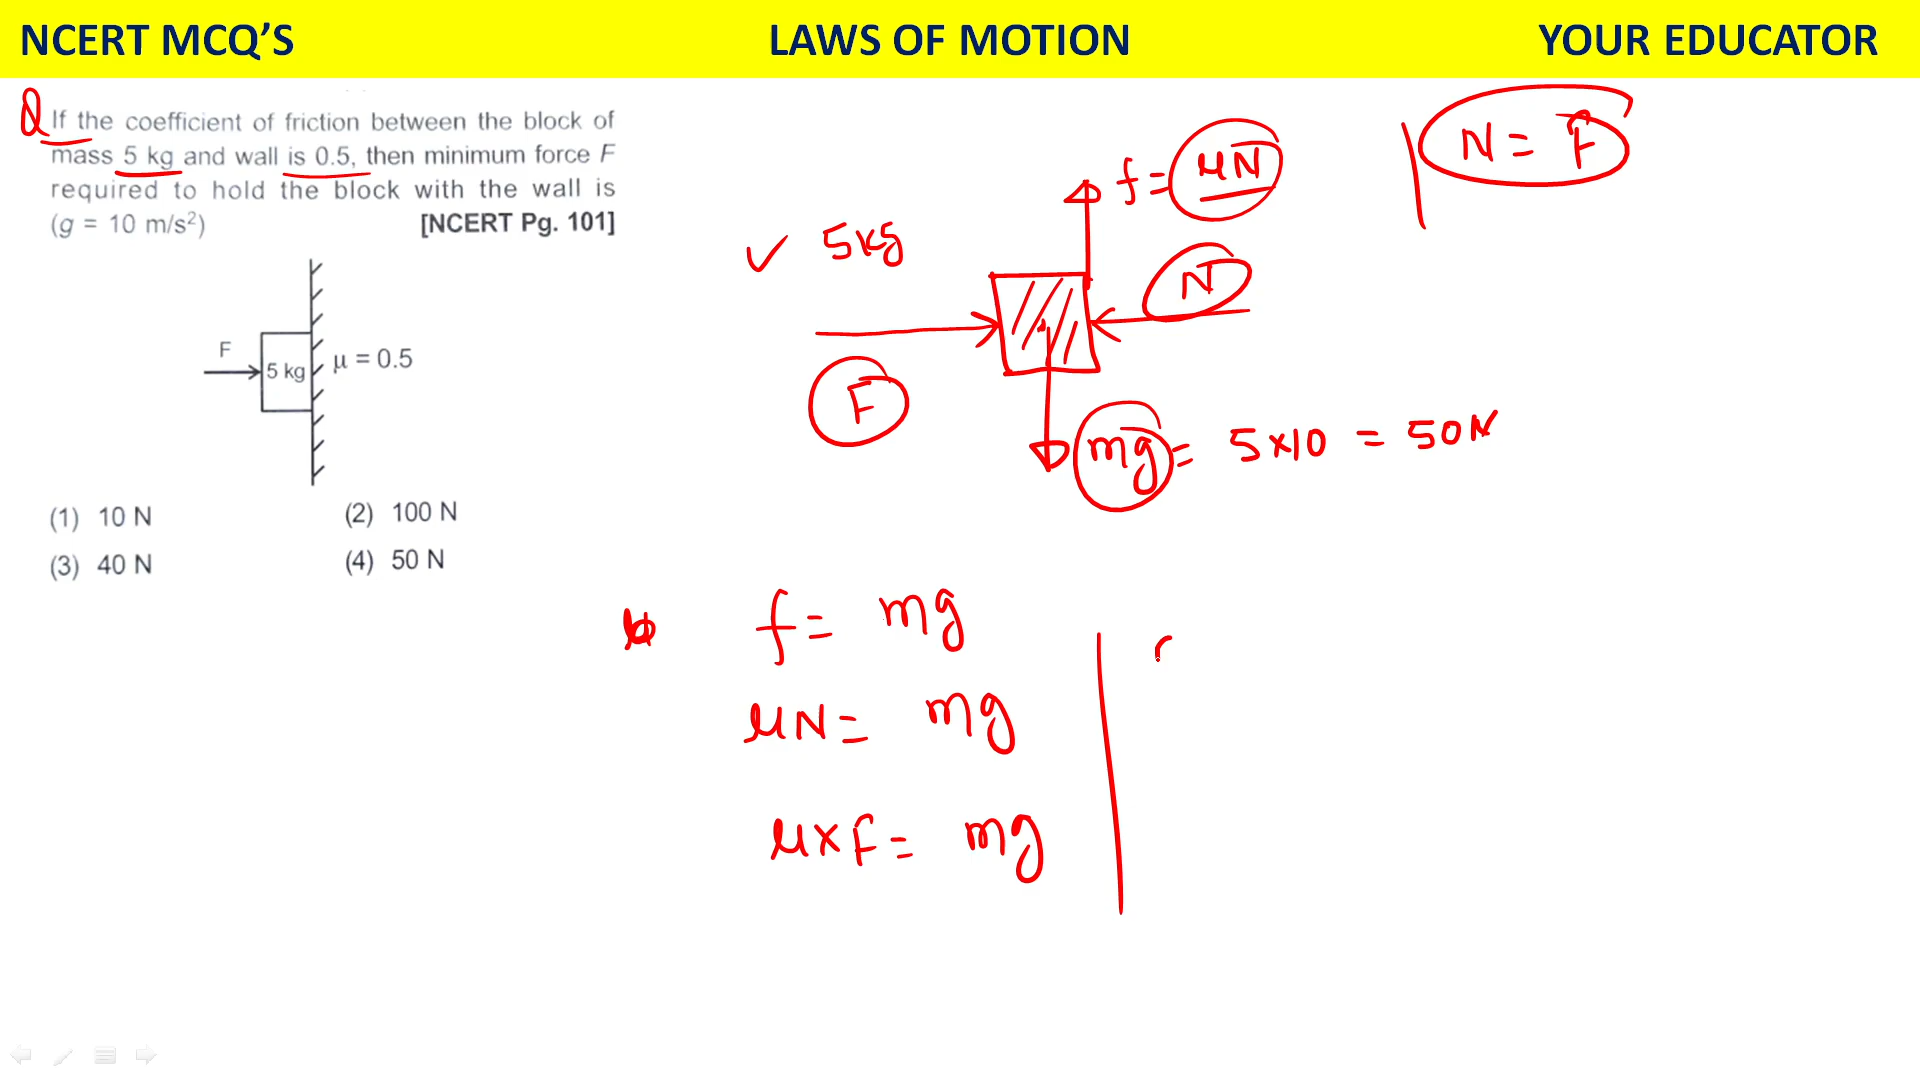 NCERT MCQ’S LAWS OF MOTION YOUR EDUCATOR
Q If the coefficient of friction between the block of
mass 5 kg and wall is 0.5, then minimum force F
required to hold the block with the wall is
(g = 10 m/s²) [NCERT Pg. 101]
F
5 kg
μ = 0.5
(1) 10 N (2) 100 N
(3) 40 N (4) 50 N
✓ 5kg
f = μN
N = F
N
F
mg = 5×10 = 50N
f = mg
μN = mg
μ×F = mg